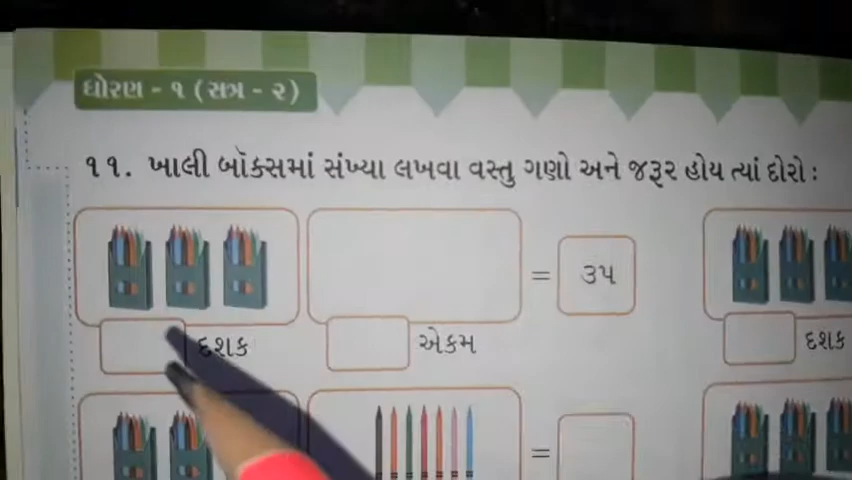 ધોરણ - ૧ (સત્ર - ૨)
૧૧. ખાલી બૉક્સમાં સંખ્યા લખવા વસ્તુ ગણો અને જરૂર હોય ત્યાં દોરો :
= ૩૫
દશક એકમ દશક
=